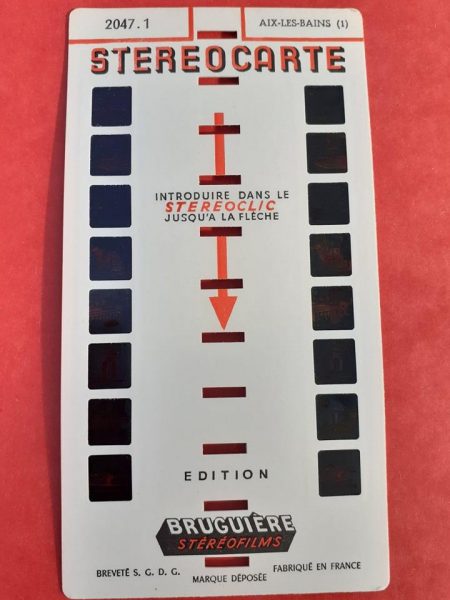 2047.1
AIX-LES-BAINS (1)
STEREOCARTE
INTRODUIRE DANS LE
STEREOCLIC
JUSQU'A LA FLÈCHE
EDITION
BRUGUIÈRE
STÉRÉOFILMS
BREVETÉ S. G. D. G.
MARQUE DÉPOSÉE
FABRIQUÉ EN FRANCE